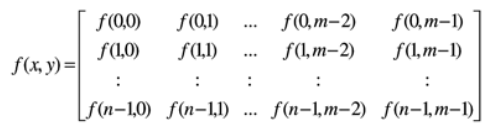 f(0,0) f(0,1) ... f(0,m−2) f(0,m−1)
f(1,0) f(1,1) ... f(1,m−2) f(1,m−1)
f(x,y)= : : : : :
f(n−1,0) f(n−1,1) ... f(n−1,m−2) f(n−1,m−1)